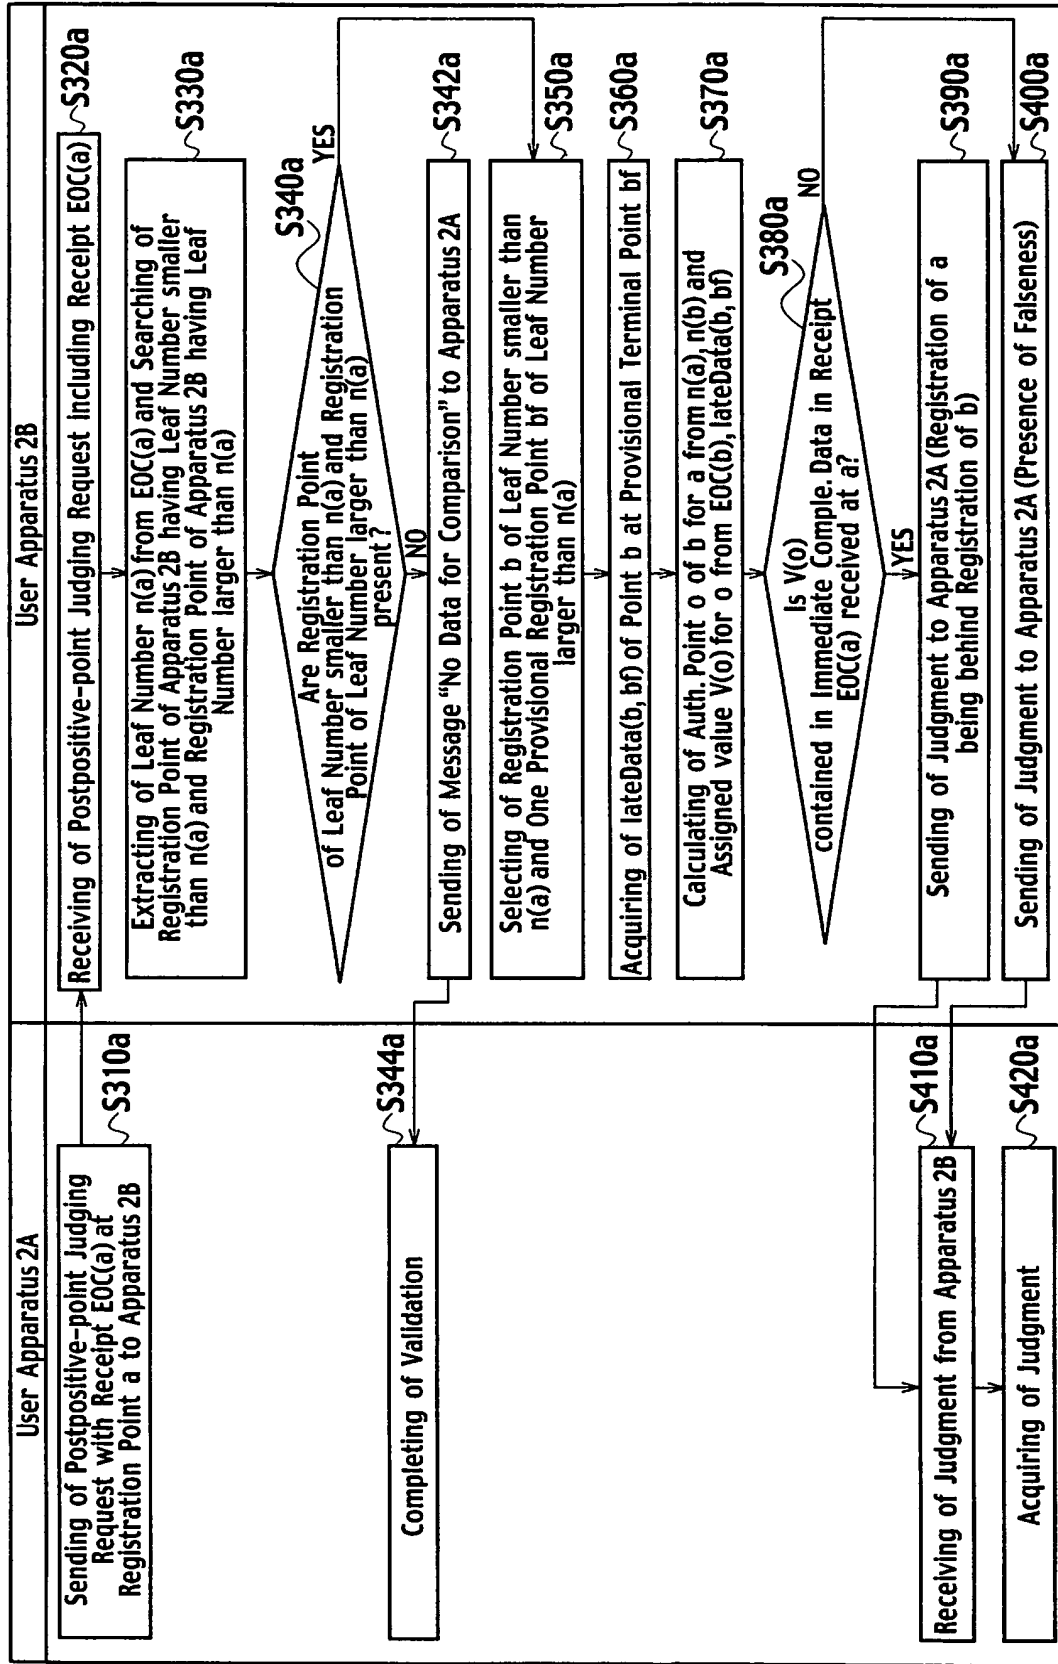 User Apparatus 2A
User Apparatus 2B
Sending of Postpositive-point Judging
Request with Receipt EOC(a) at
Registration Point a to Apparatus 2B
S310a
Receiving of Postpositive-point Judging Request including Receipt EOC(a)
S320a
Extracting of Leaf Number n(a) from EOC(a) and Searching of
Registration Point of Apparatus 2B having Leaf Number smaller
than n(a) and Registration Point of Apparatus 2B having Leaf
Number larger than n(a)
S330a
Are Registration Point
of Leaf Number smaller than n(a) and Registration
Point of Leaf Number larger than n(a)
present?
S340a
YES
NO
Sending of Message “No Data for Comparison” to Apparatus 2A
S342a
Completing of Validation
S344a
Selecting of Registration Point b of Leaf Number smaller than
n(a) and One Provisional Registration Point bf of Leaf Number
larger than n(a)
S350a
Acquiring of lateData(b, bf) of Point b at Provisional Terminal Point bf
S360a
Calculating of Auth. Point o of b for a from n(a), n(b) and
Assigned value V(o) for o from EOC(b), lateData(b, bf)
S370a
Is V(o)
contained in Immediate Comple. Data in Receipt
EOC(a) received at a?
S380a
NO
YES
Sending of Judgment to Apparatus 2A (Registration of a
being behind Registration of b)
S390a
Sending of Judgment to Apparatus 2A (Presence of Falseness)
S400a
Receiving of Judgment from Apparatus 2B
S410a
Acquiring of Judgment
S420a